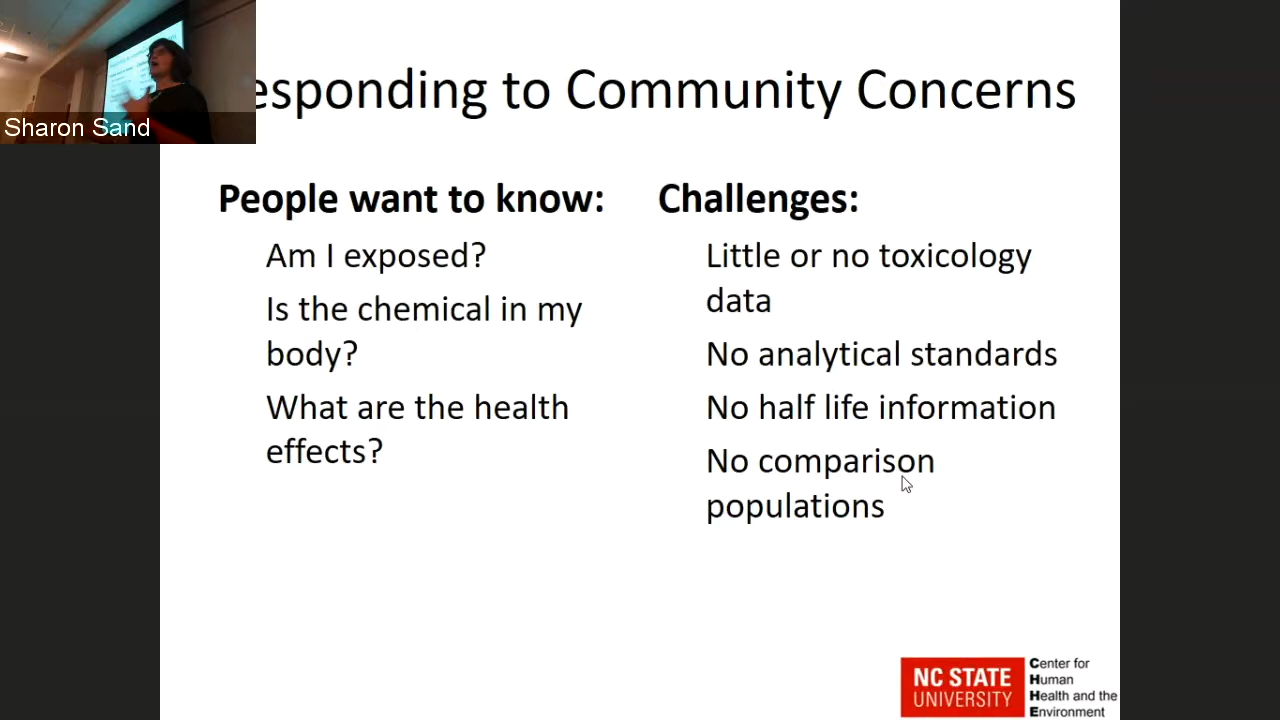 esponding to Community Concerns
Sharon Sand
People want to know:
Am I exposed?
Is the chemical in my
body?
What are the health
effects?
Challenges:
Little or no toxicology
data
No analytical standards
No half life information
No comparison
populations
NC STATE
UNIVERSITY
Center for
Human
Health and the
Environment